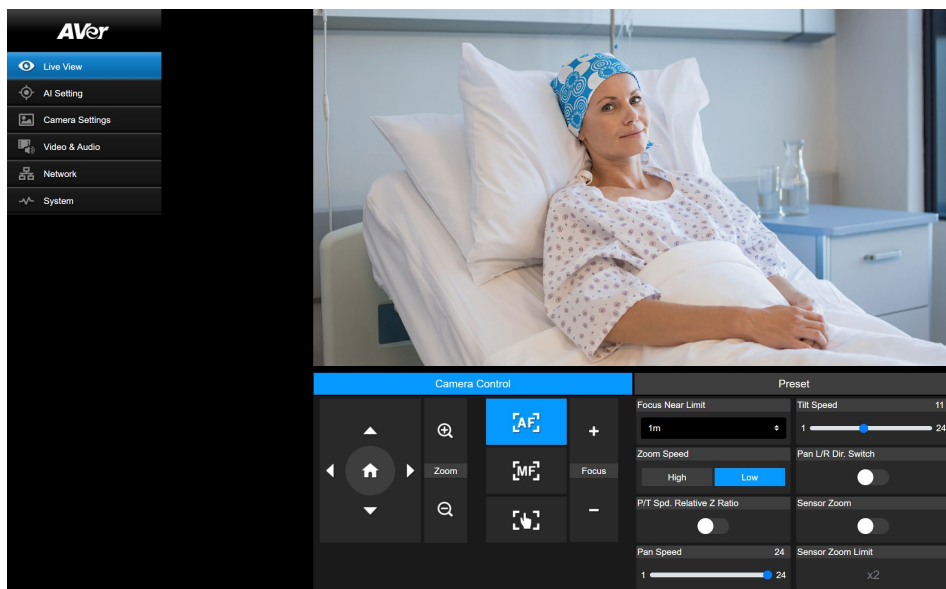 AVer
Live View
AI Setting
Camera Settings
Video & Audio
Network
System
Camera Control
Preset
Zoom
AF
MF
+
Focus
−
Focus Near Limit
1m
Tilt Speed 11
1 24
Zoom Speed
High Low
Pan L/R Dir. Switch
P/T Spd. Relative Z Ratio
Sensor Zoom
Pan Speed 24
1 24
Sensor Zoom Limit
x2